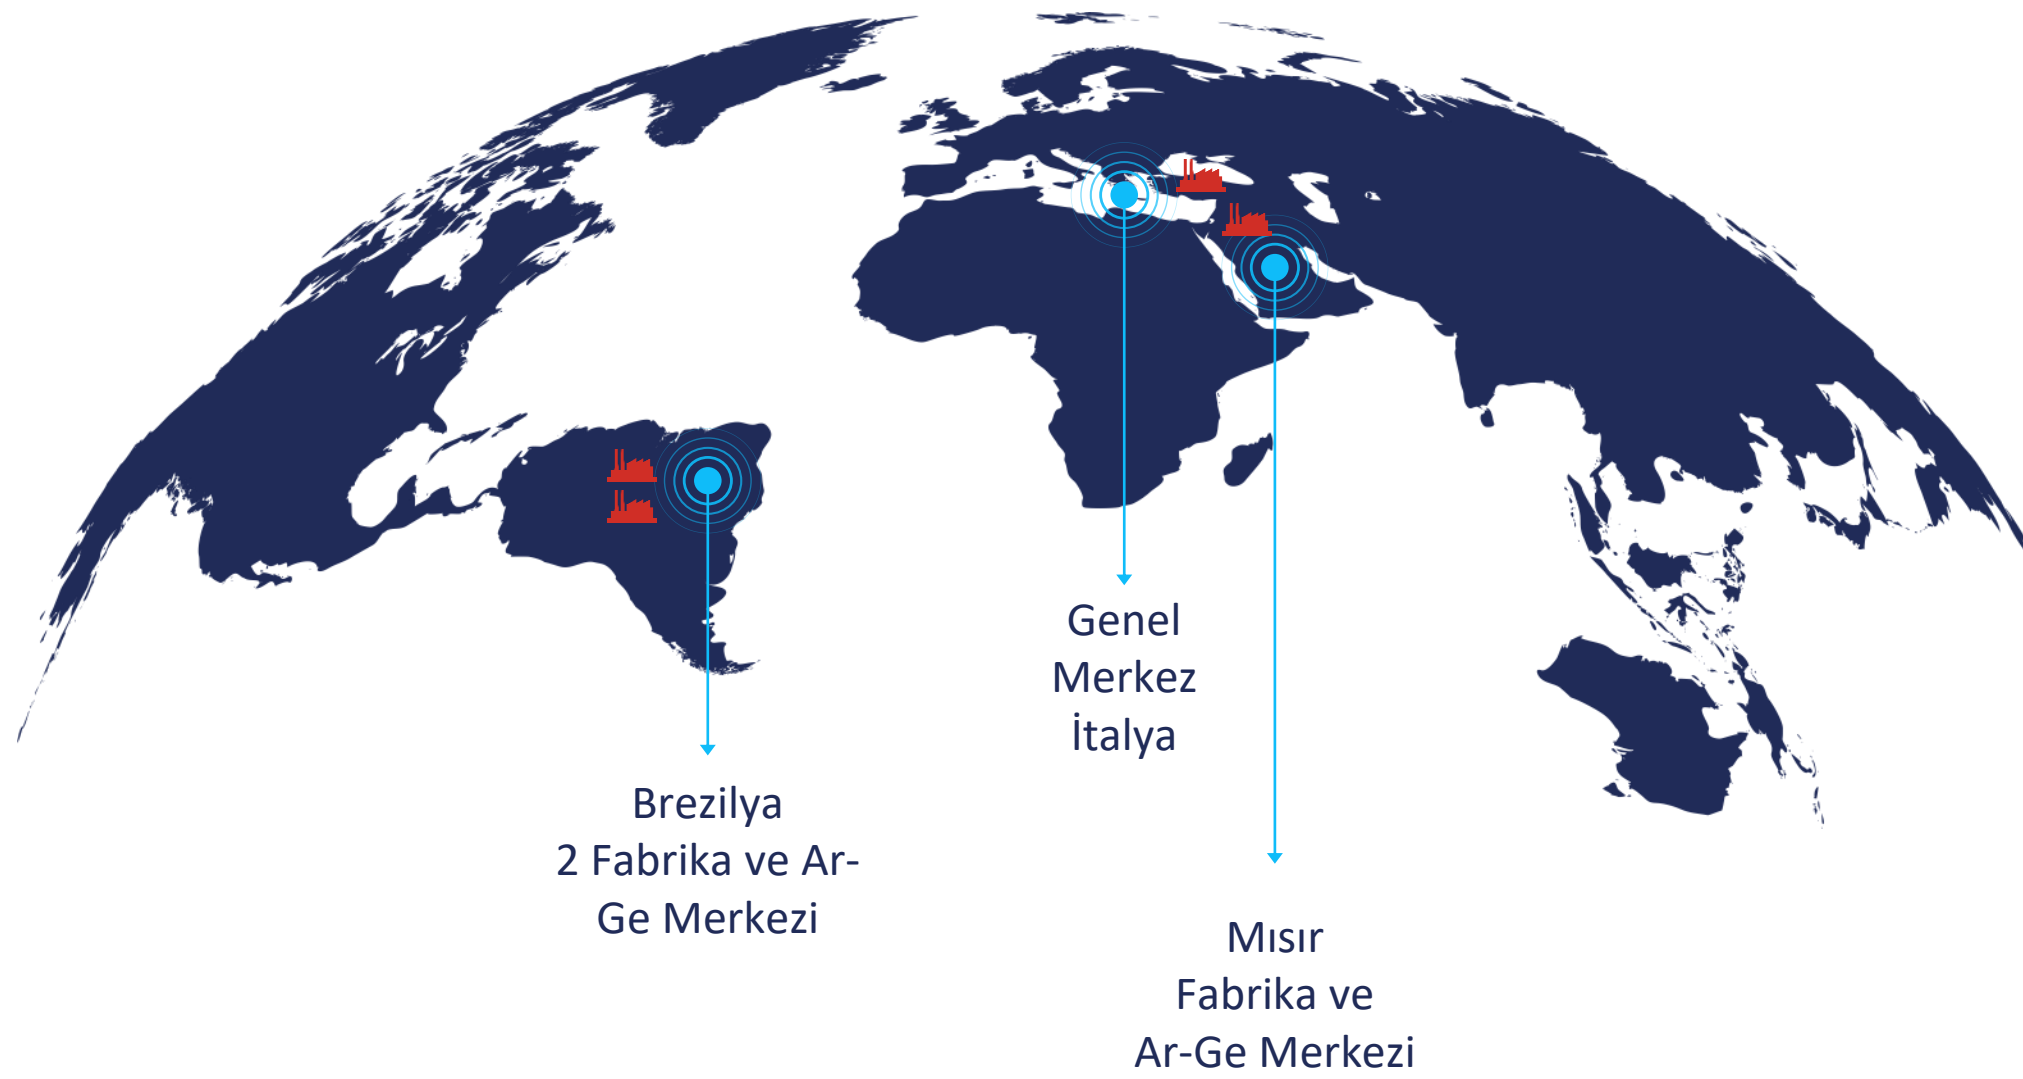 Genel
Merkez
İtalya
Brezilya
2 Fabrika ve Ar-
Ge Merkezi
Mısır
Fabrika ve
Ar-Ge Merkezi